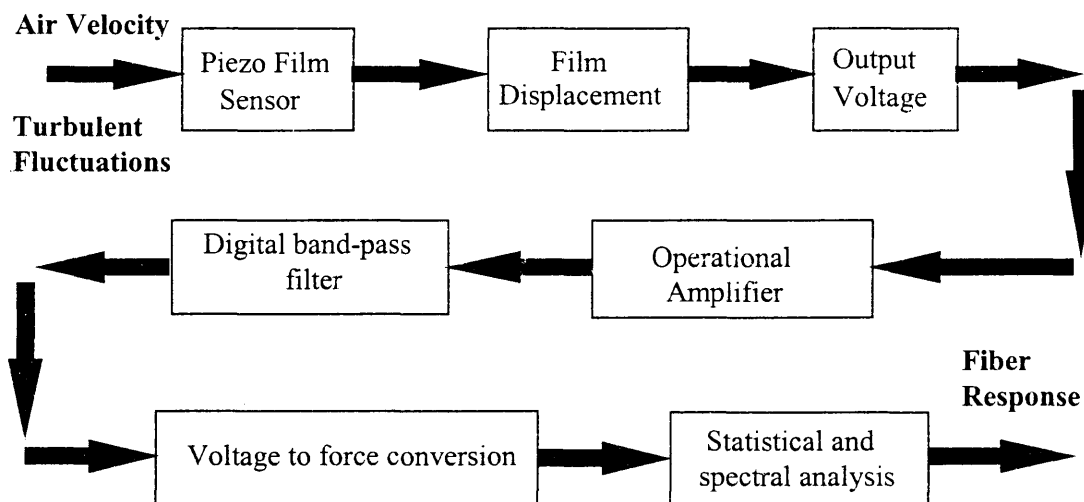 Air Velocity
Turbulent
Fluctuations
Piezo Film
Sensor
Film
Displacement
Output
Voltage
Operational
Amplifier
Digital band-pass
filter
Voltage to force conversion
Statistical and
spectral analysis
Fiber
Response